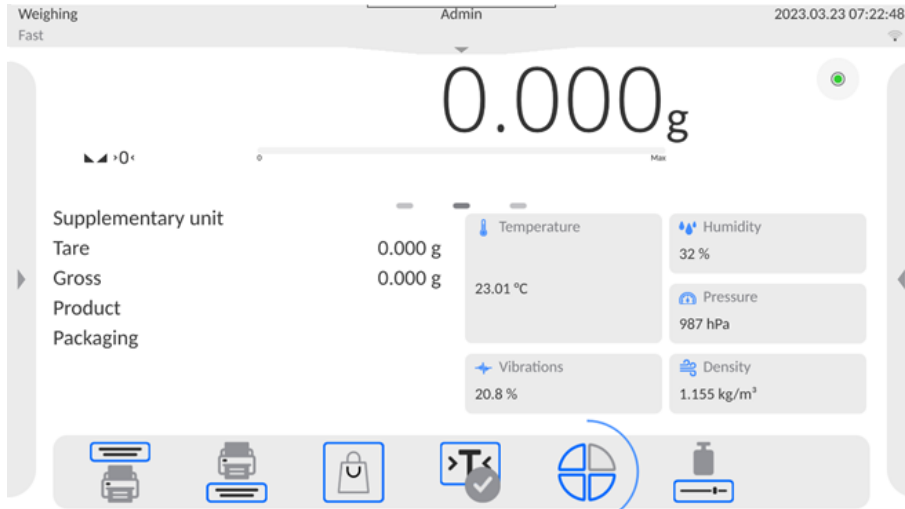 Weighing Admin 2023.03.23 07:22:48
Fast
0.000g
›0‹ 0 Max
Supplementary unit
Tare 0.000 g
Gross 0.000 g
Product
Packaging
Temperature
23.01 °C
Humidity
32 %
Pressure
987 hPa
Vibrations
20.8 %
Density
1.155 kg/m³
>T<